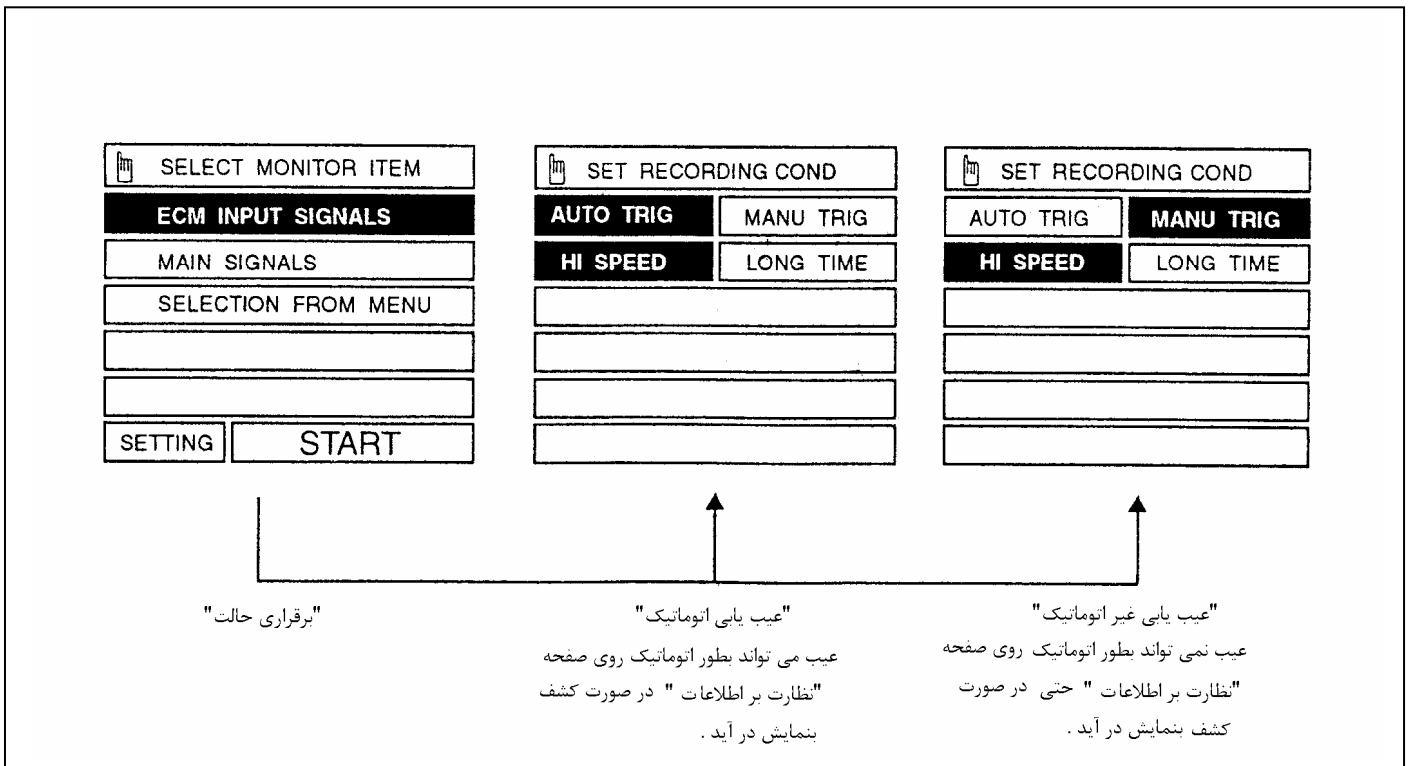 SELECT MONITOR ITEM
ECM INPUT SIGNALS
MAIN SIGNALS
SELECTION FROM MENU
SETTING START
SET RECORDING COND
AUTO TRIG MANU TRIG
HI SPEED LONG TIME
SET RECORDING COND
AUTO TRIG MANU TRIG
HI SPEED LONG TIME
"برقراری حالت"
"عیب یابی اتوماتیک"
عیب می تواند بطور اتوماتیک روی صفحه
"نظارت بر اطلاعات " در صورت کشف
بنمایش در آید .
"عیب یابی غیر اتوماتیک"
عیب نمی تواند بطور اتوماتیک روی صفحه
"نظارت بر اطلاعات " حتی در صورت
کشف بنمایش در آید .